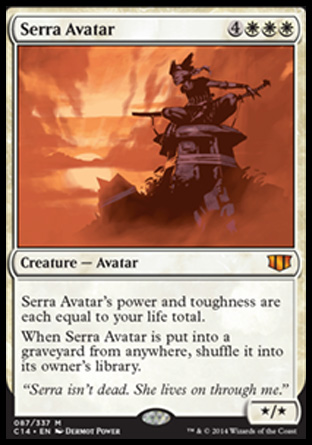 Serra Avatar 4
Creature — Avatar
Serra Avatar's power and toughness are
each equal to your life total.
When Serra Avatar is put into a
graveyard from anywhere, shuffle it into
its owner's library.
"Serra isn't dead. She lives on through me."
*/*
087/337 M
C14 • EN DERMOT POWER
™ & © 2014 Wizards of the Coast